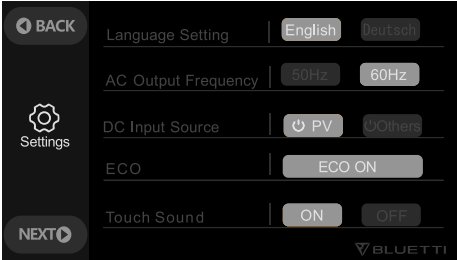 BACK
Language Setting | English Deutsch
AC Output Frequency | 50Hz 60Hz
Settings
DC Input Source | PV Others
ECO | ECO ON
Touch Sound | ON OFF
NEXT
BLUETTI